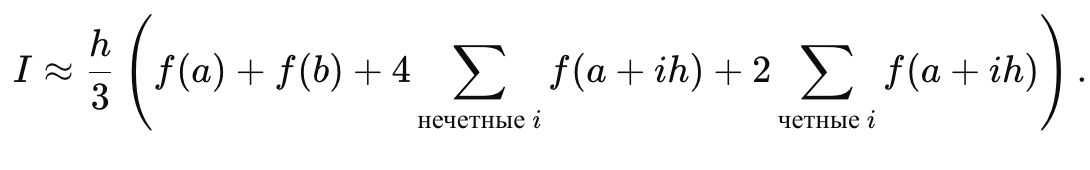 I ≈ h/3 ( f(a) + f(b) + 4 ∑ f(a + ih) + 2 ∑ f(a + ih) ) .
нечетные i четные i